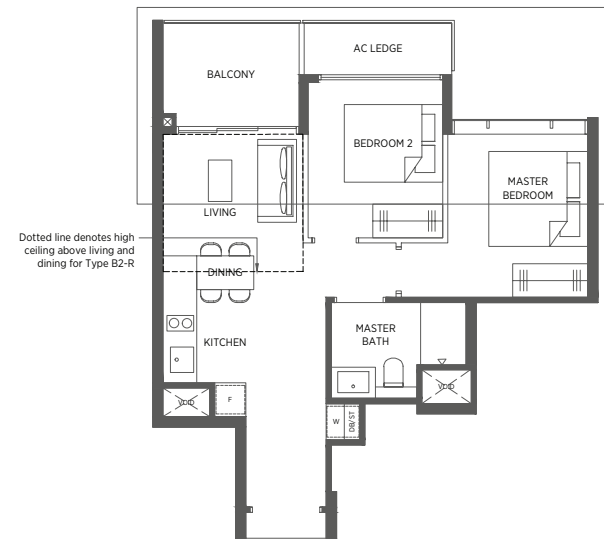 AC LEDGE
BALCONY
BEDROOM 2
MASTER
BEDROOM
LIVING
Dotted line denotes high
ceiling above living and
dining for Type B2-R
DINING
KITCHEN
MASTER
BATH
VOID
F
VOID
W
DB/ST